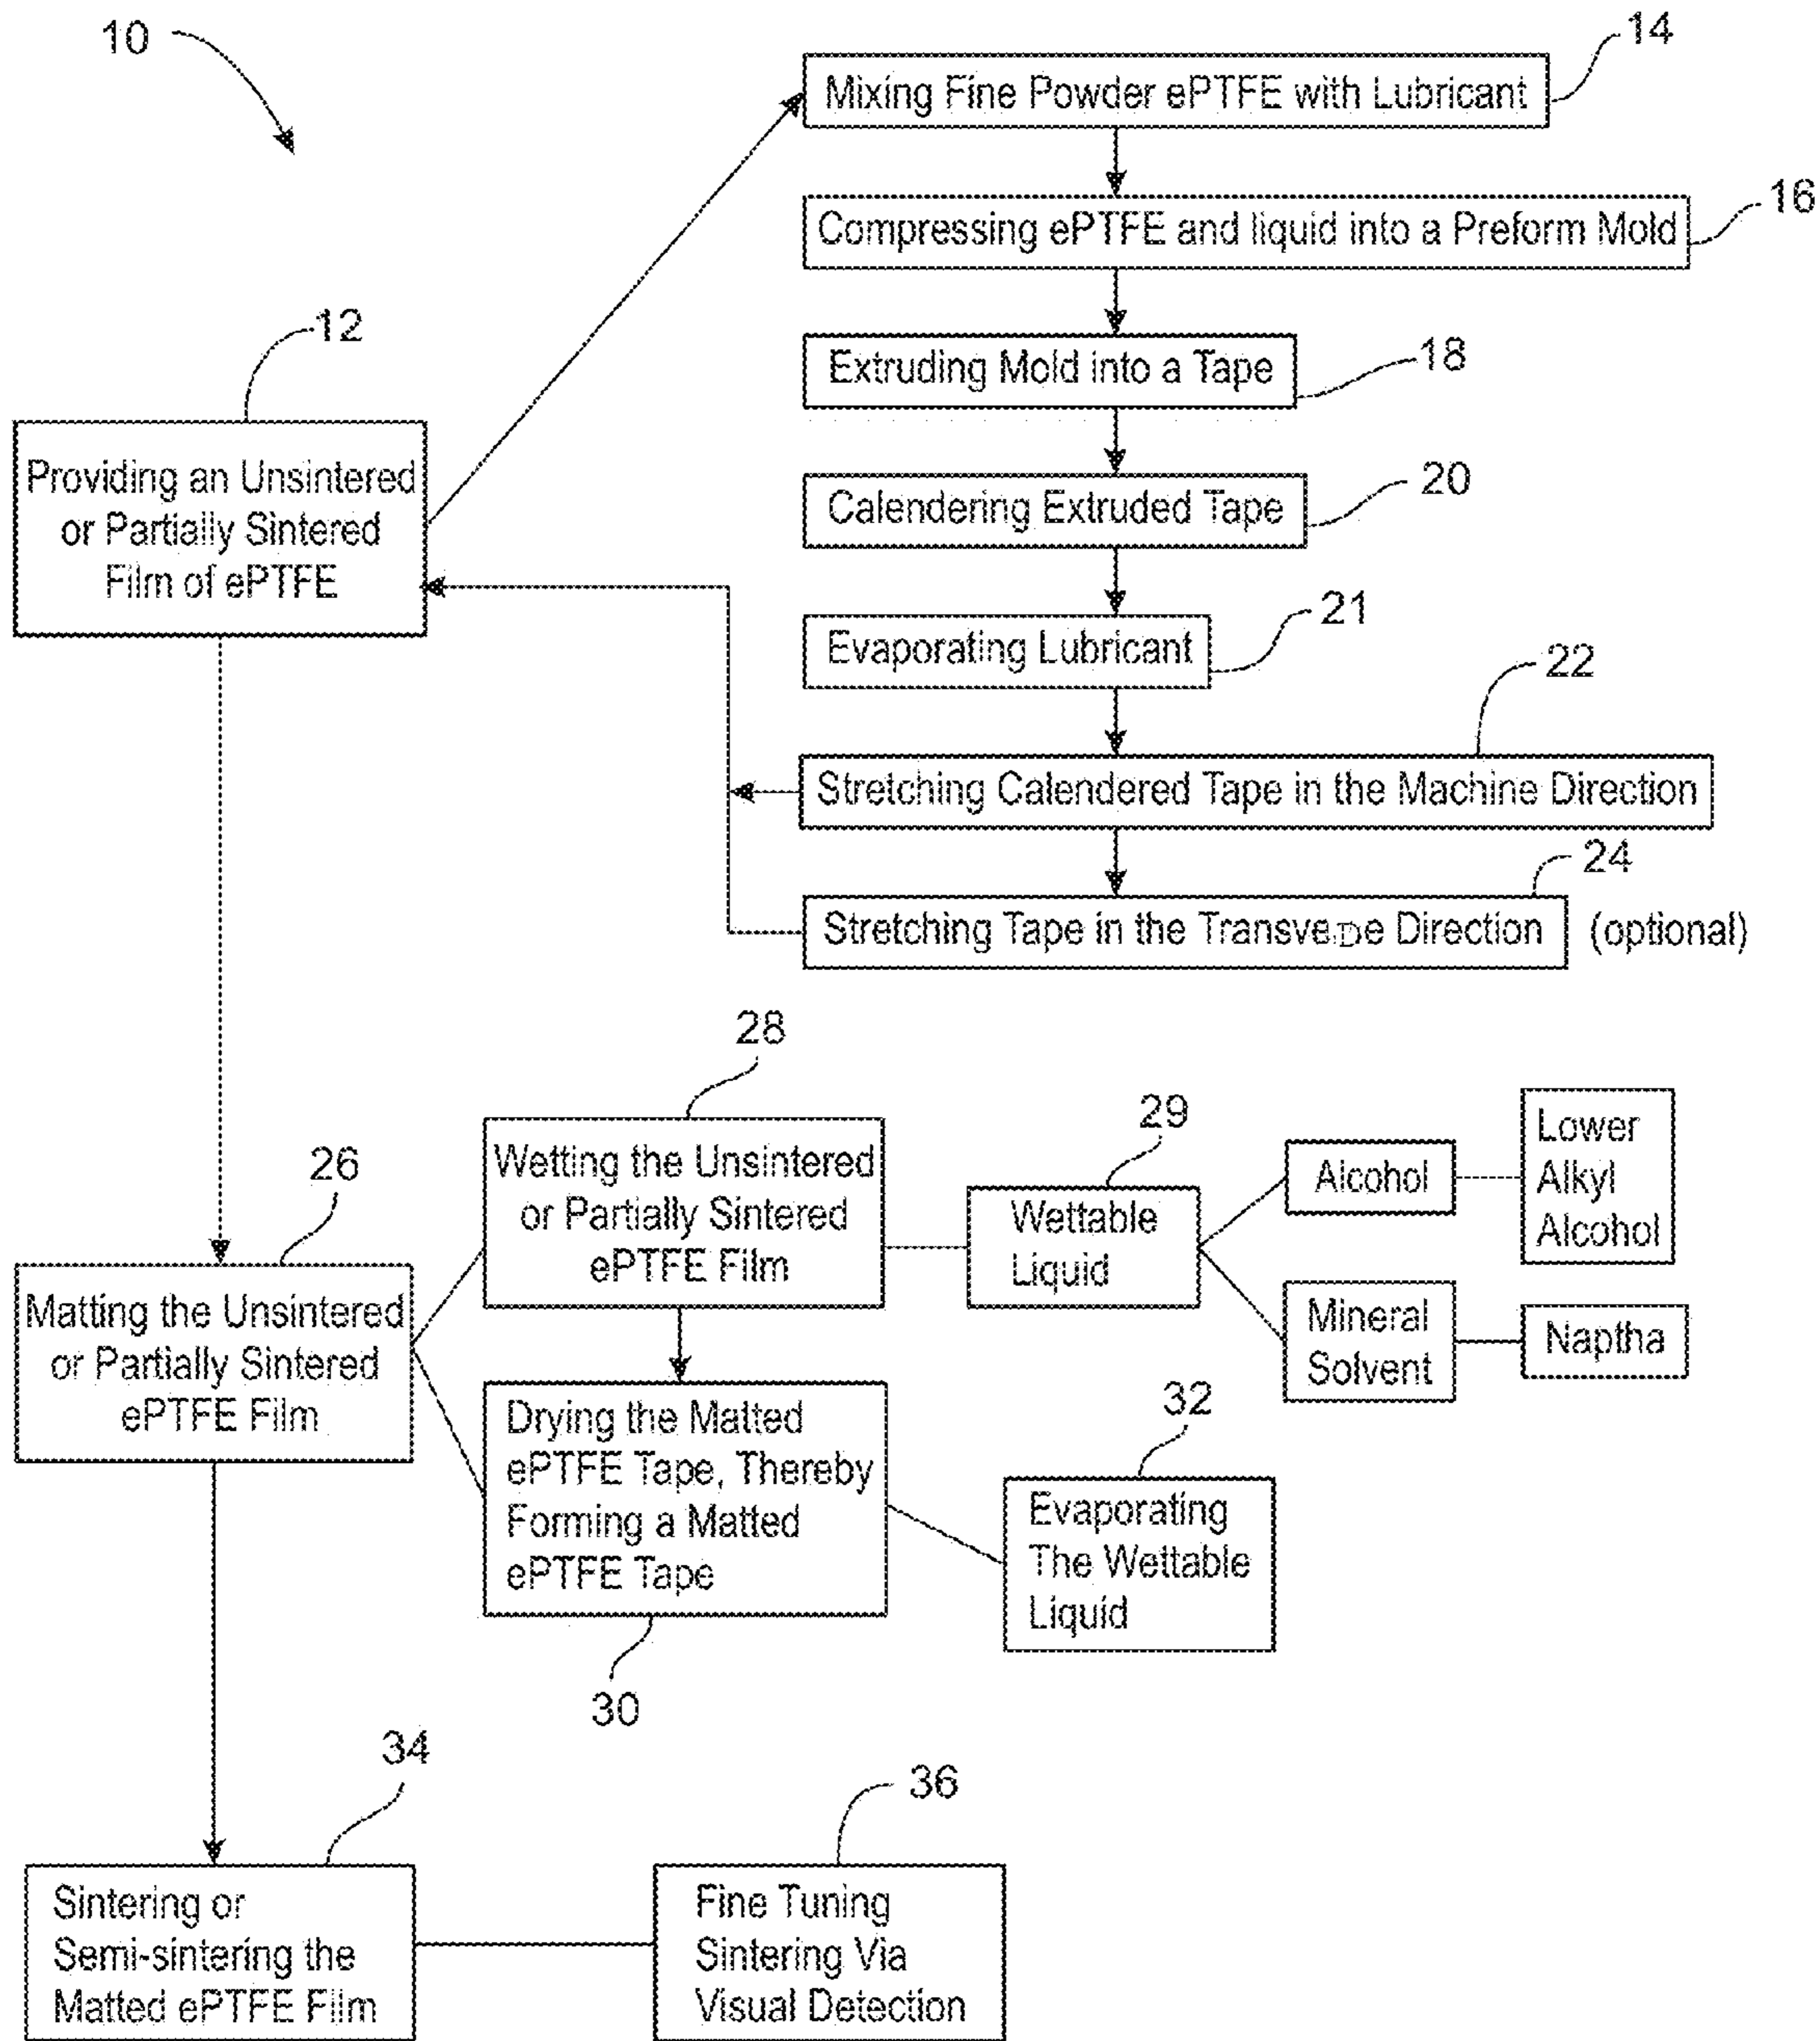 10
14
Mixing Fine Powder ePTFE with Lubricant
16
Compressing ePTFE and liquid into a Preform Mold
12
18
Extruding Mold into a Tape
Providing an Unsintered
or Partially Sintered
Film of ePTFE
20
Calendering Extruded Tape
21
Evaporating Lubricant
22
Stretching Calendered Tape in the Machine Direction
24
Stretching Tape in the TransveDe Direction (optional)
28
Wetting the Unsintered
or Partially Sintered
ePTFE Film
29
Wettable
Liquid
Alcohol
Lower
Alkyl
Alcohol
Mineral
Solvent
Naptha
26
Matting the Unsintered
or Partially Sintered
ePTFE Film
Drying the Matted
ePTFE Tape, Thereby
Forming a Matted
ePTFE Tape
30
32
Evaporating
The Wettable
Liquid
34
Sintering or
Semi-sintering the
Matted ePTFE Film
36
Fine Tuning
Sintering Via
Visual Detection